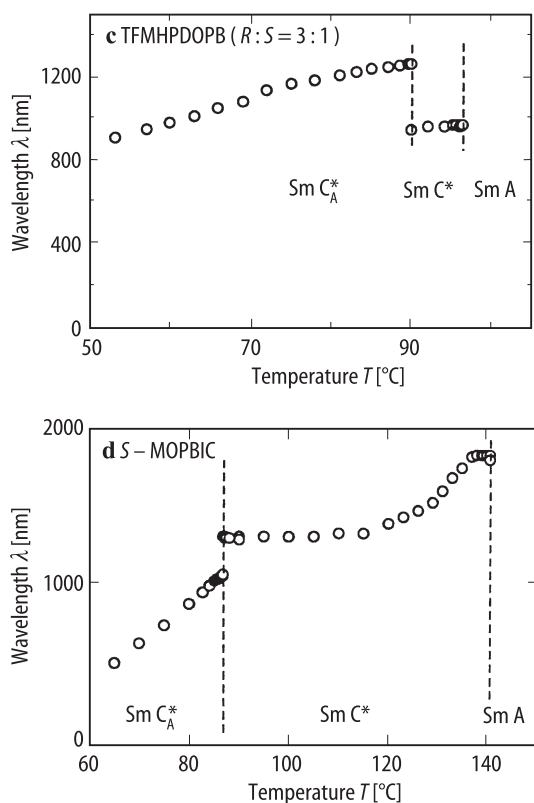 c TFMHPDOPB ( R : S = 3 : 1 )
1200
800
400
0
Wavelength λ [nm]
Sm C*A
Sm C*
Sm A
50
70
90
Temperature T [°C]
2000
d S – MOPBIC
1000
0
Wavelength λ [nm]
Sm C*A
Sm C*
Sm A
60
80
100
120
140
Temperature T [°C]